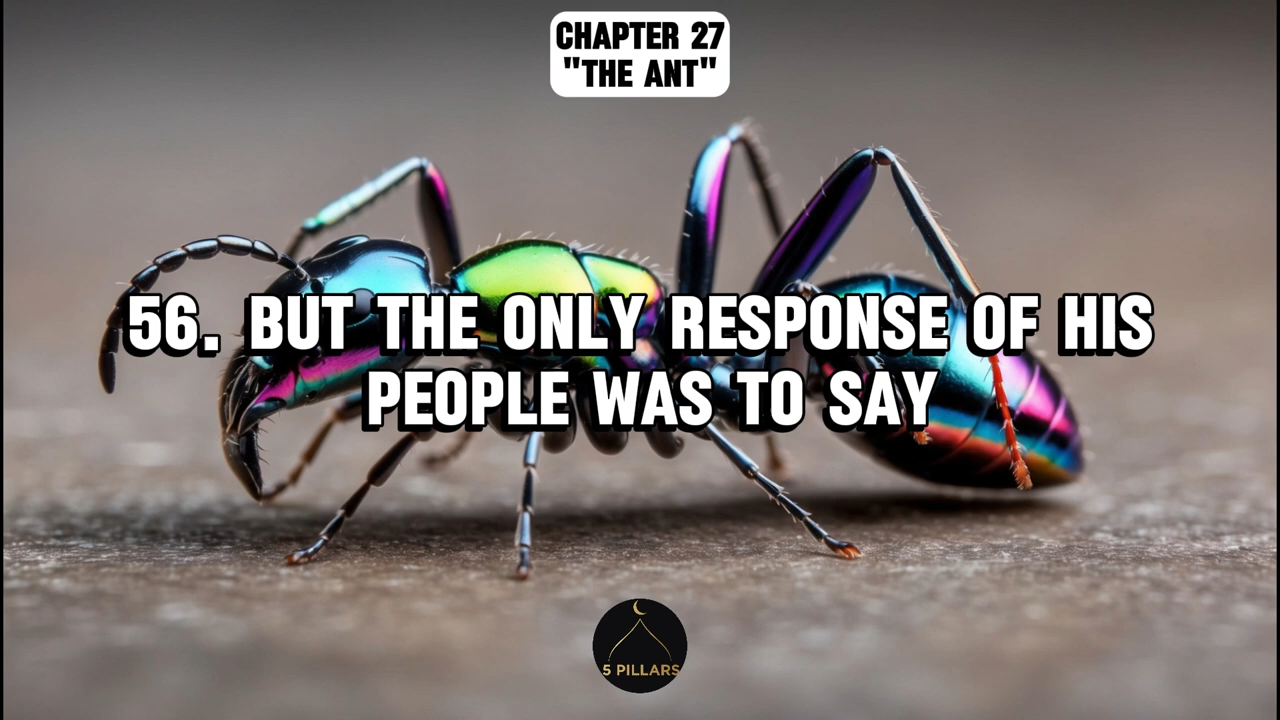 CHAPTER 27
"THE ANT"
56. BUT THE ONLY RESPONSE OF HIS
PEOPLE WAS TO SAY
5 PILLARS